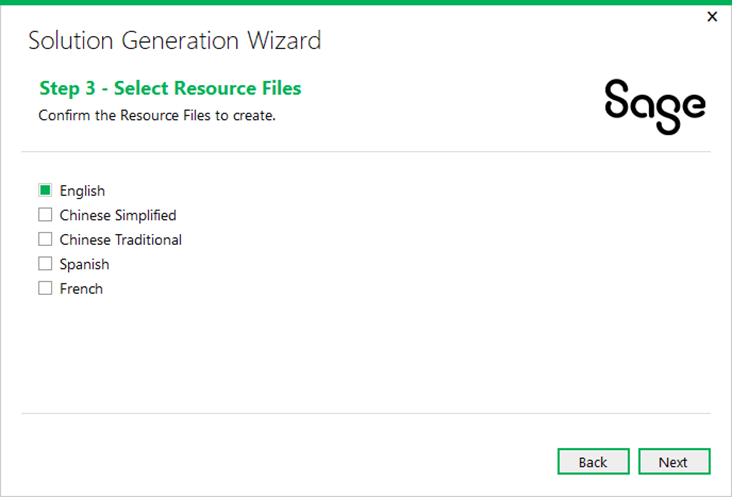 Solution Generation Wizard
Step 3 - Select Resource Files
Confirm the Resource Files to create.
Sage
English
Chinese Simplified
Chinese Traditional
Spanish
French
Back
Next